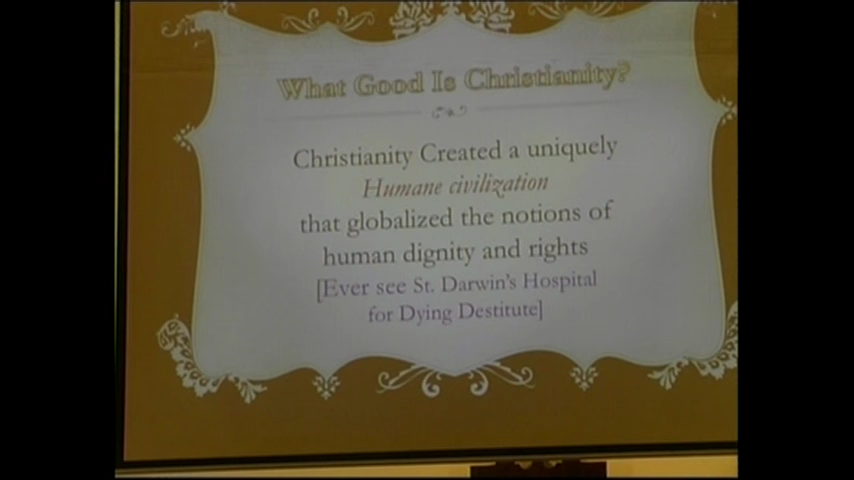 What Good Is Christianity?
Christianity Created a uniquely
Humane civilization
that globalized the notions of
human dignity and rights
[Ever see St. Darwin's Hospital
for Dying Destitute]